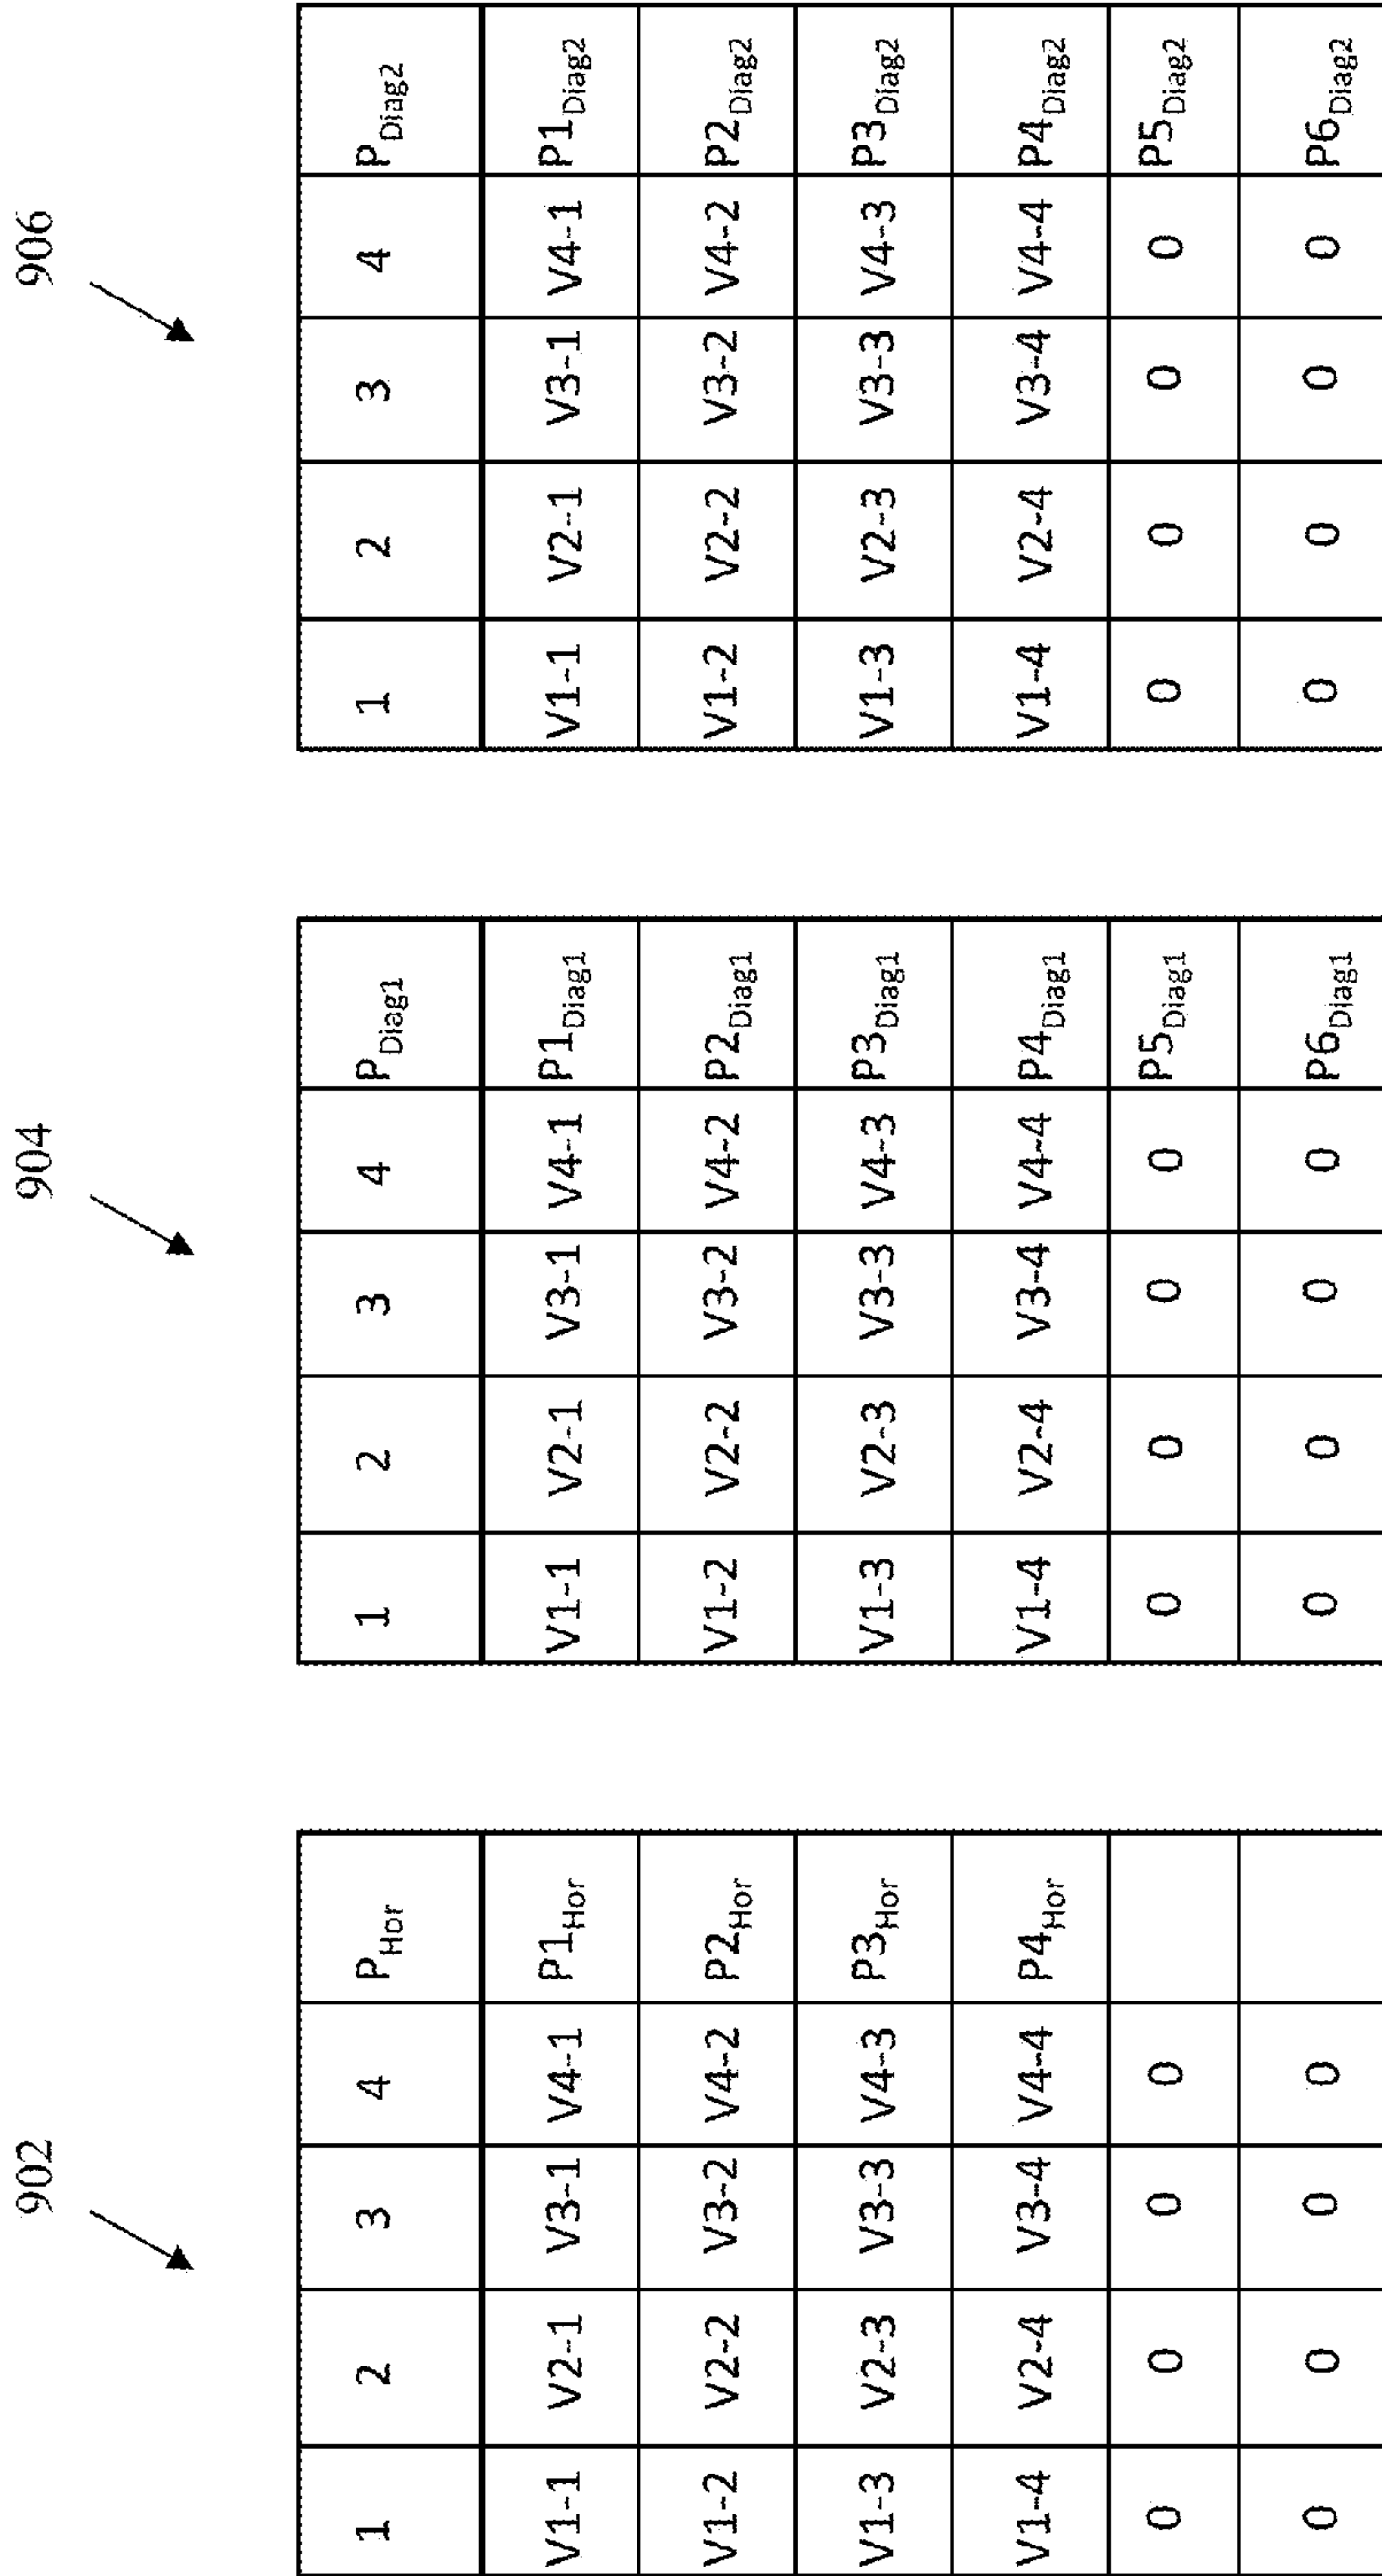 902
1 2 3 4 P_Hor
V1-1 V2-1 V3-1 V4-1 P1_Hor
V1-2 V2-2 V3-2 V4-2 P2_Hor
V1-3 V2-3 V3-3 V4-3 P3_Hor
V1-4 V2-4 V3-4 V4-4 P4_Hor
0 0 0 0
0 0 0 0
904
1 2 3 4 P_Diag1
V1-1 V2-1 V3-1 V4-1 P1_Diag1
V1-2 V2-2 V3-2 V4-2 P2_Diag1
V1-3 V2-3 V3-3 V4-3 P3_Diag1
V1-4 V2-4 V3-4 V4-4 P4_Diag1
0 0 0 0 P5_Diag1
0 0 0 0 P6_Diag1
906
1 2 3 4 P_Diag2
V1-1 V2-1 V3-1 V4-1 P1_Diag2
V1-2 V2-2 V3-2 V4-2 P2_Diag2
V1-3 V2-3 V3-3 V4-3 P3_Diag2
V1-4 V2-4 V3-4 V4-4 P4_Diag2
0 0 0 0 P5_Diag2
0 0 0 0 P6_Diag2